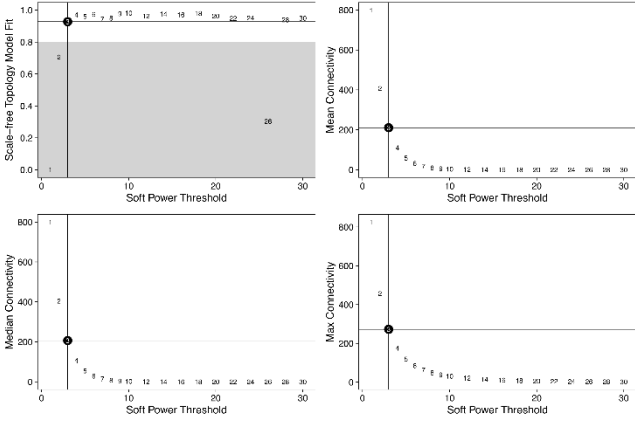 Scale−free Topology Model Fit
1.0
0.8
0.6
0.4
0.2
0.0
1
2
3
4 5 6 7 8 9 10 12 14 16 18 20 22 24 26 28 30
0 10 20 30
Soft Power Threshold
Mean Connectivity
800
600
400
200
0
1
2
3
4 5 6 7 8 9 10 12 14 16 18 20 22 24 26 28 30
0 10 20 30
Soft Power Threshold
Median Connectivity
800
600
400
200
0
1
2
3
4 5 6 7 8 9 10 12 14 16 18 20 22 24 26 28 30
0 10 20 30
Soft Power Threshold
Max Connectivity
800
600
400
200
0
1
2
3
4 5 6 7 8 9 10 12 14 16 18 20 22 24 26 28 30
0 10 20 30
Soft Power Threshold